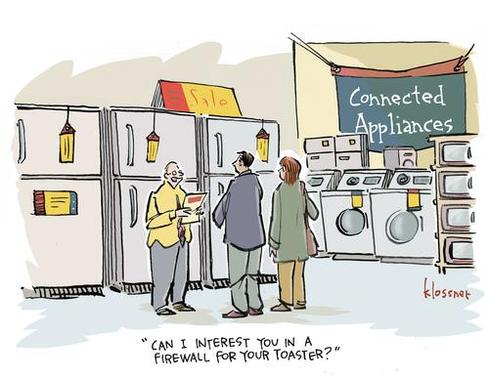 Sale
Connected
Appliances
klossner
"CAN I INTEREST YOU IN A
FIREWALL FOR YOUR TOASTER?"